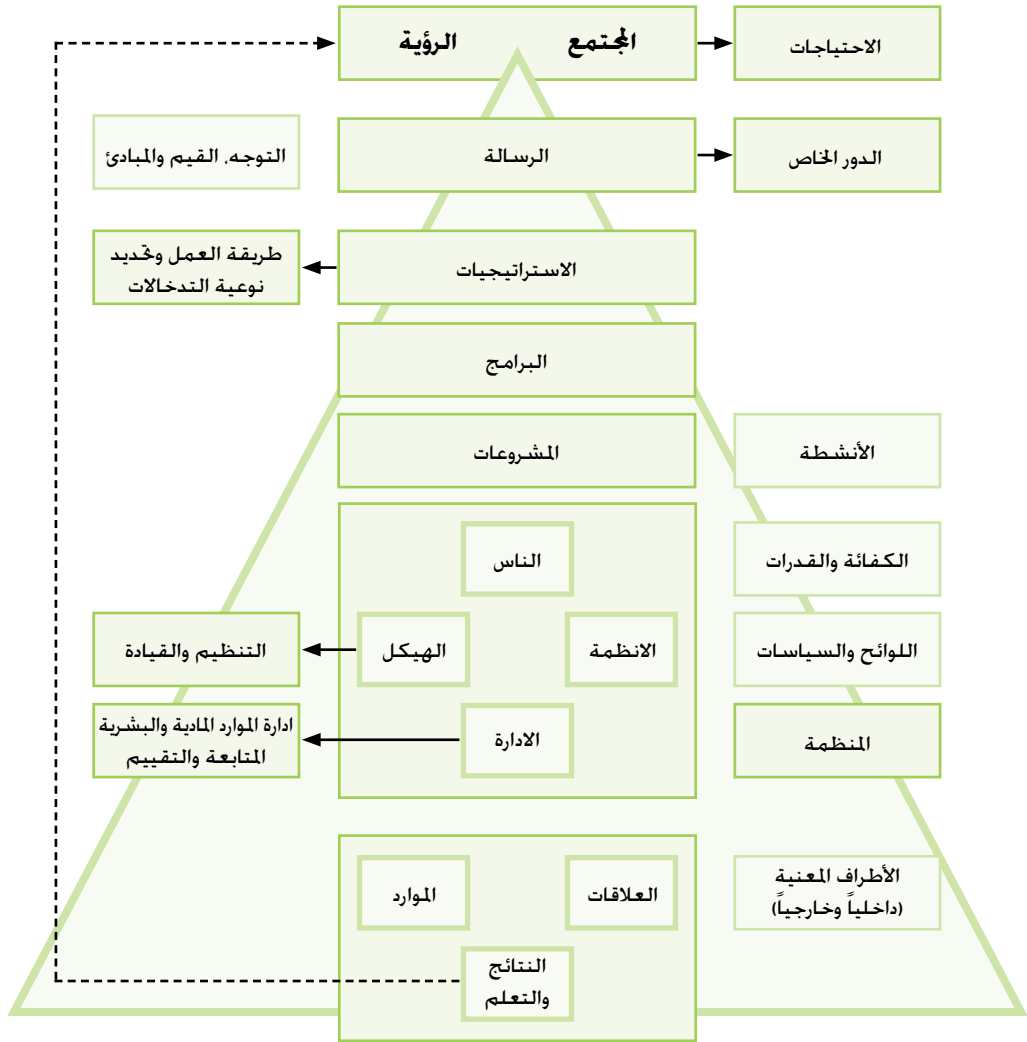 المجتمع
الرؤية
الاحتياجات
الدور الخاص
الرسالة
التوجه، القيم والمبادئ
الاستراتيجيات
طريقة العمل وتحديد
نوعية التدخالات
البرامج
الأنشطة
المشروعات
الكفائة والقدرات
الناس
اللوائح والسياسات
الانظمة
الهيكل
التنظيم والقيادة
المنظمة
الادارة
ادارة الموارد المادية والبشرية
المتابعة والتقييم
الأطراف المعنية
(داخلياً وخارجياً)
العلاقات
الموارد
النتائج
والتعلم